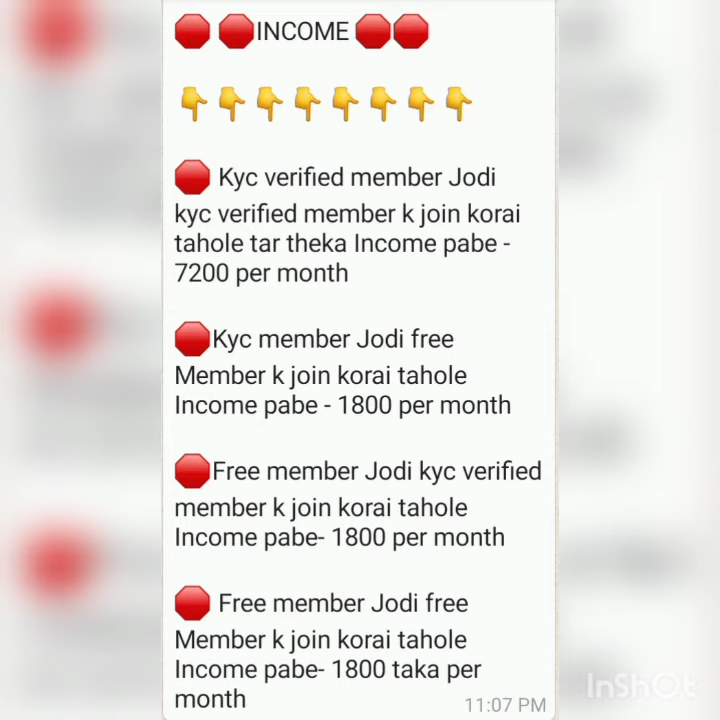 🛑 🛑INCOME 🛑🛑
👇👇👇👇👇👇👇👇
🛑 Kyc verified member Jodi
kyc verified member k join korai
tahole tar theka Income pabe -
7200 per month
🛑Kyc member Jodi free
Member k join korai tahole
Income pabe - 1800 per month
🛑Free member Jodi kyc verified
member k join korai tahole
Income pabe- 1800 per month
🛑 Free member Jodi free
Member k join korai tahole
Income pabe- 1800 taka per
month
11:07 PM
InShOt